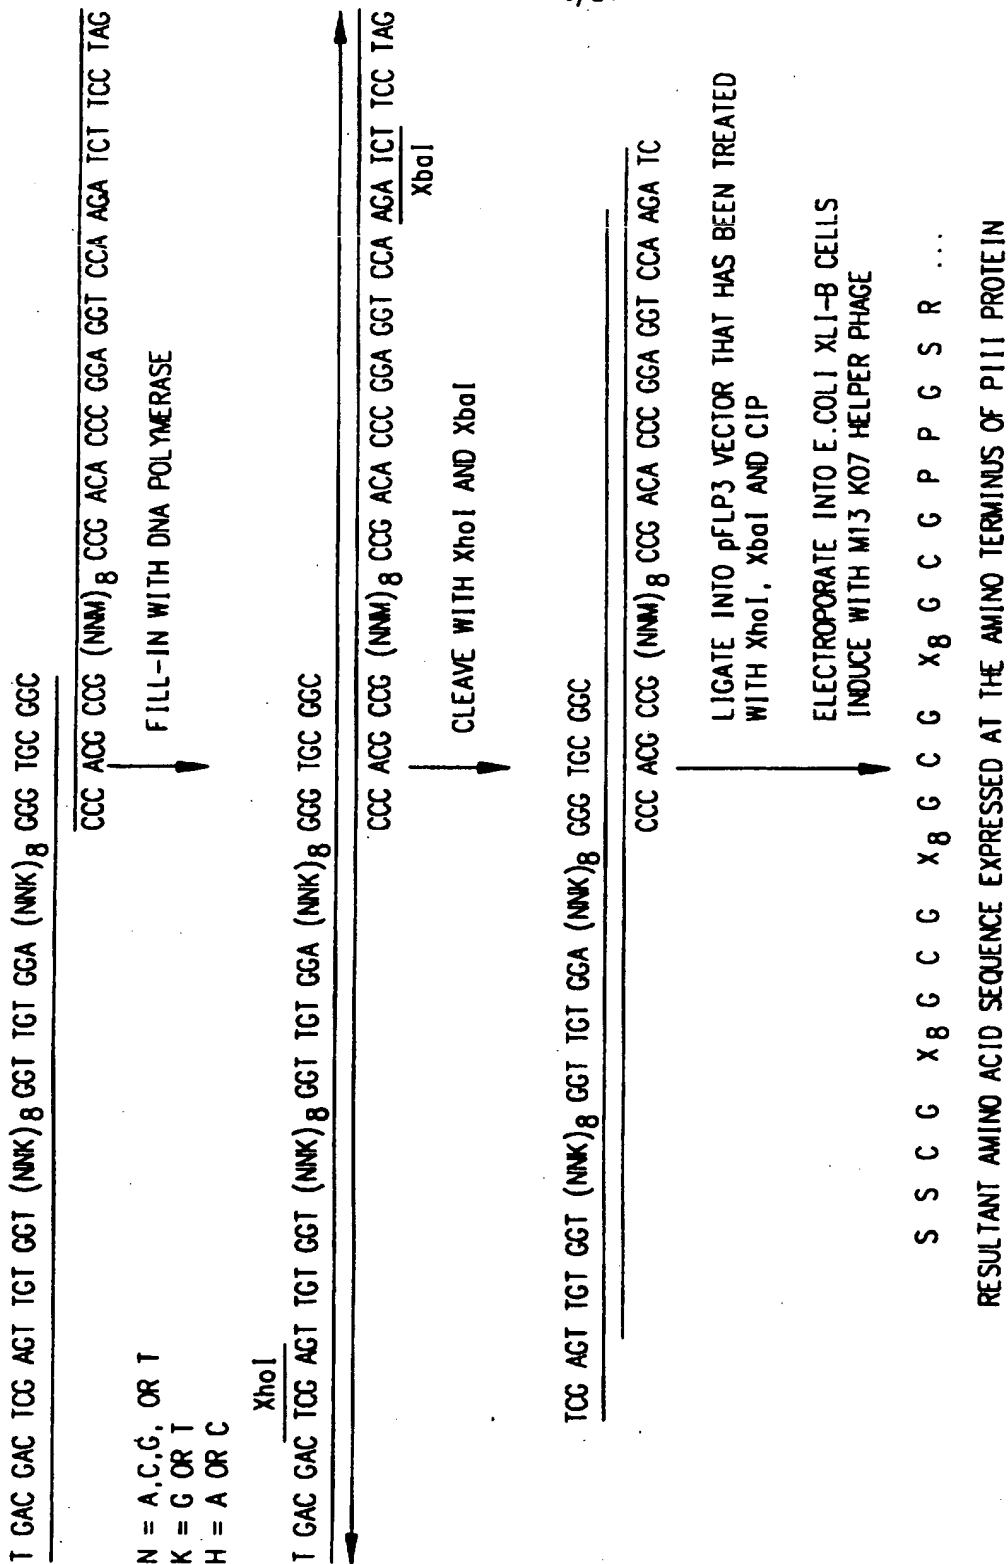 T GAC GAC TCG AGT TGT GGT (NNK)8 GGT TGT GGA (NNK)8 GGG TGC GGC
CCC ACG CCG (NNM)8 CCG ACA CCC GGA GGT CCA AGA TCT TCC TAG
N = A,C,G, OR T
K = G OR T
H = A OR C
FILL-IN WITH DNA POLYMERASE
XhoI
T GAC GAC TCG AGT TGT GGT (NNK)8 GGT TGT GGA (NNK)8 GGG TGC GGC
CCC ACG CCG (NNM)8 CCG ACA CCC GGA GGT CCA AGA TCT TCC TAG
XbaI
CLEAVE WITH XhoI AND XbaI
TCG AGT TGT GGT (NNK)8 GGT TGT GGA (NNK)8 GGG TGC GGC
CCC ACG CCG (NNM)8 CCG ACA CCC GGA GGT CCA AGA TC
LIGATE INTO pFLP3 VECTOR THAT HAS BEEN TREATED
WITH XhoI, XbaI AND CIP
ELECTROPORATE INTO E.COLI XL1-B CELLS
INDUCE WITH M13 KO7 HELPER PHAGE
S S C G X8 G C G X8 G C G X8 G C G P P G S R ...
RESULTANT AMINO ACID SEQUENCE EXPRESSED AT THE AMINO TERMINUS OF PIII PROTEIN